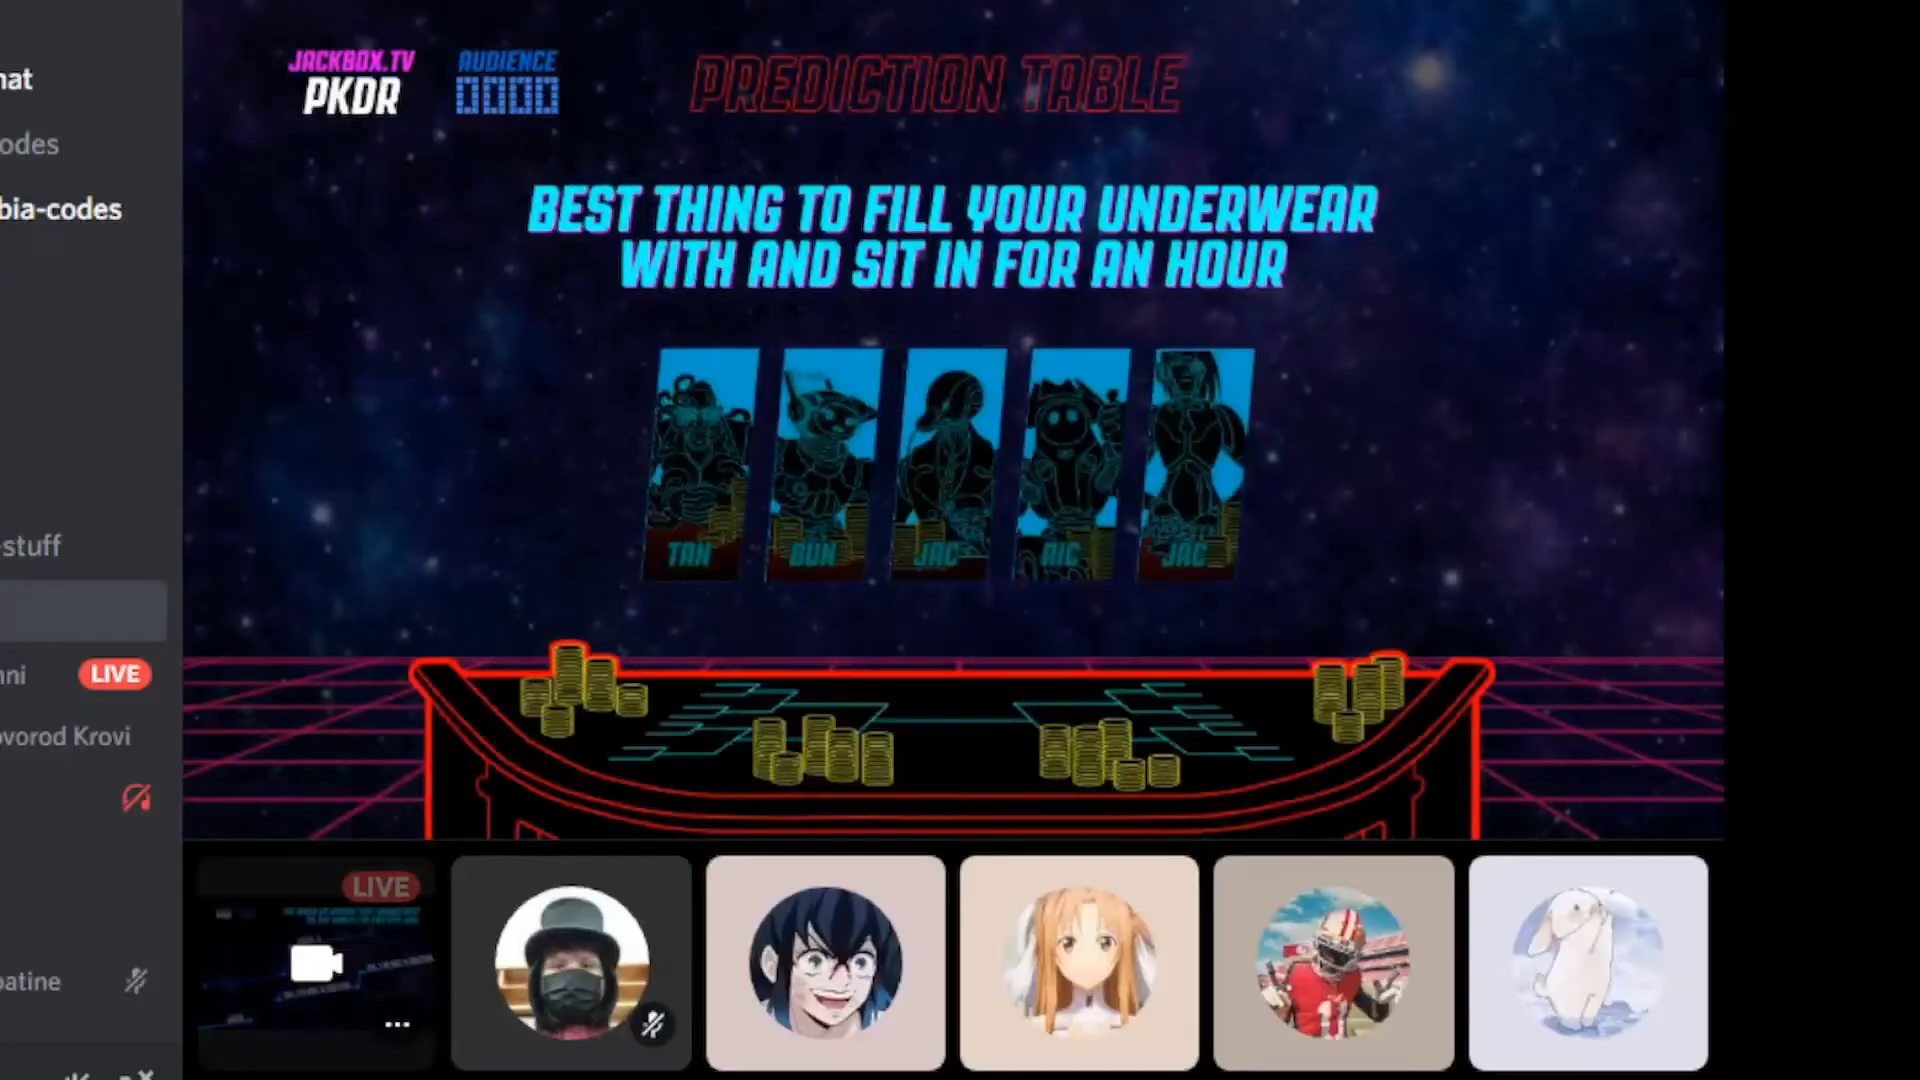 hat
odes
bia-codes
-stuff
nni
LIVE
ovorod Krovi
patine
JACKBOX.TV
PKDR
AUDIENCE
PREDICTION TABLE
BEST THING TO FILL YOUR UNDERWEAR
WITH AND SIT IN FOR AN HOUR
TAN
JAC
AIC
JAC
LIVE